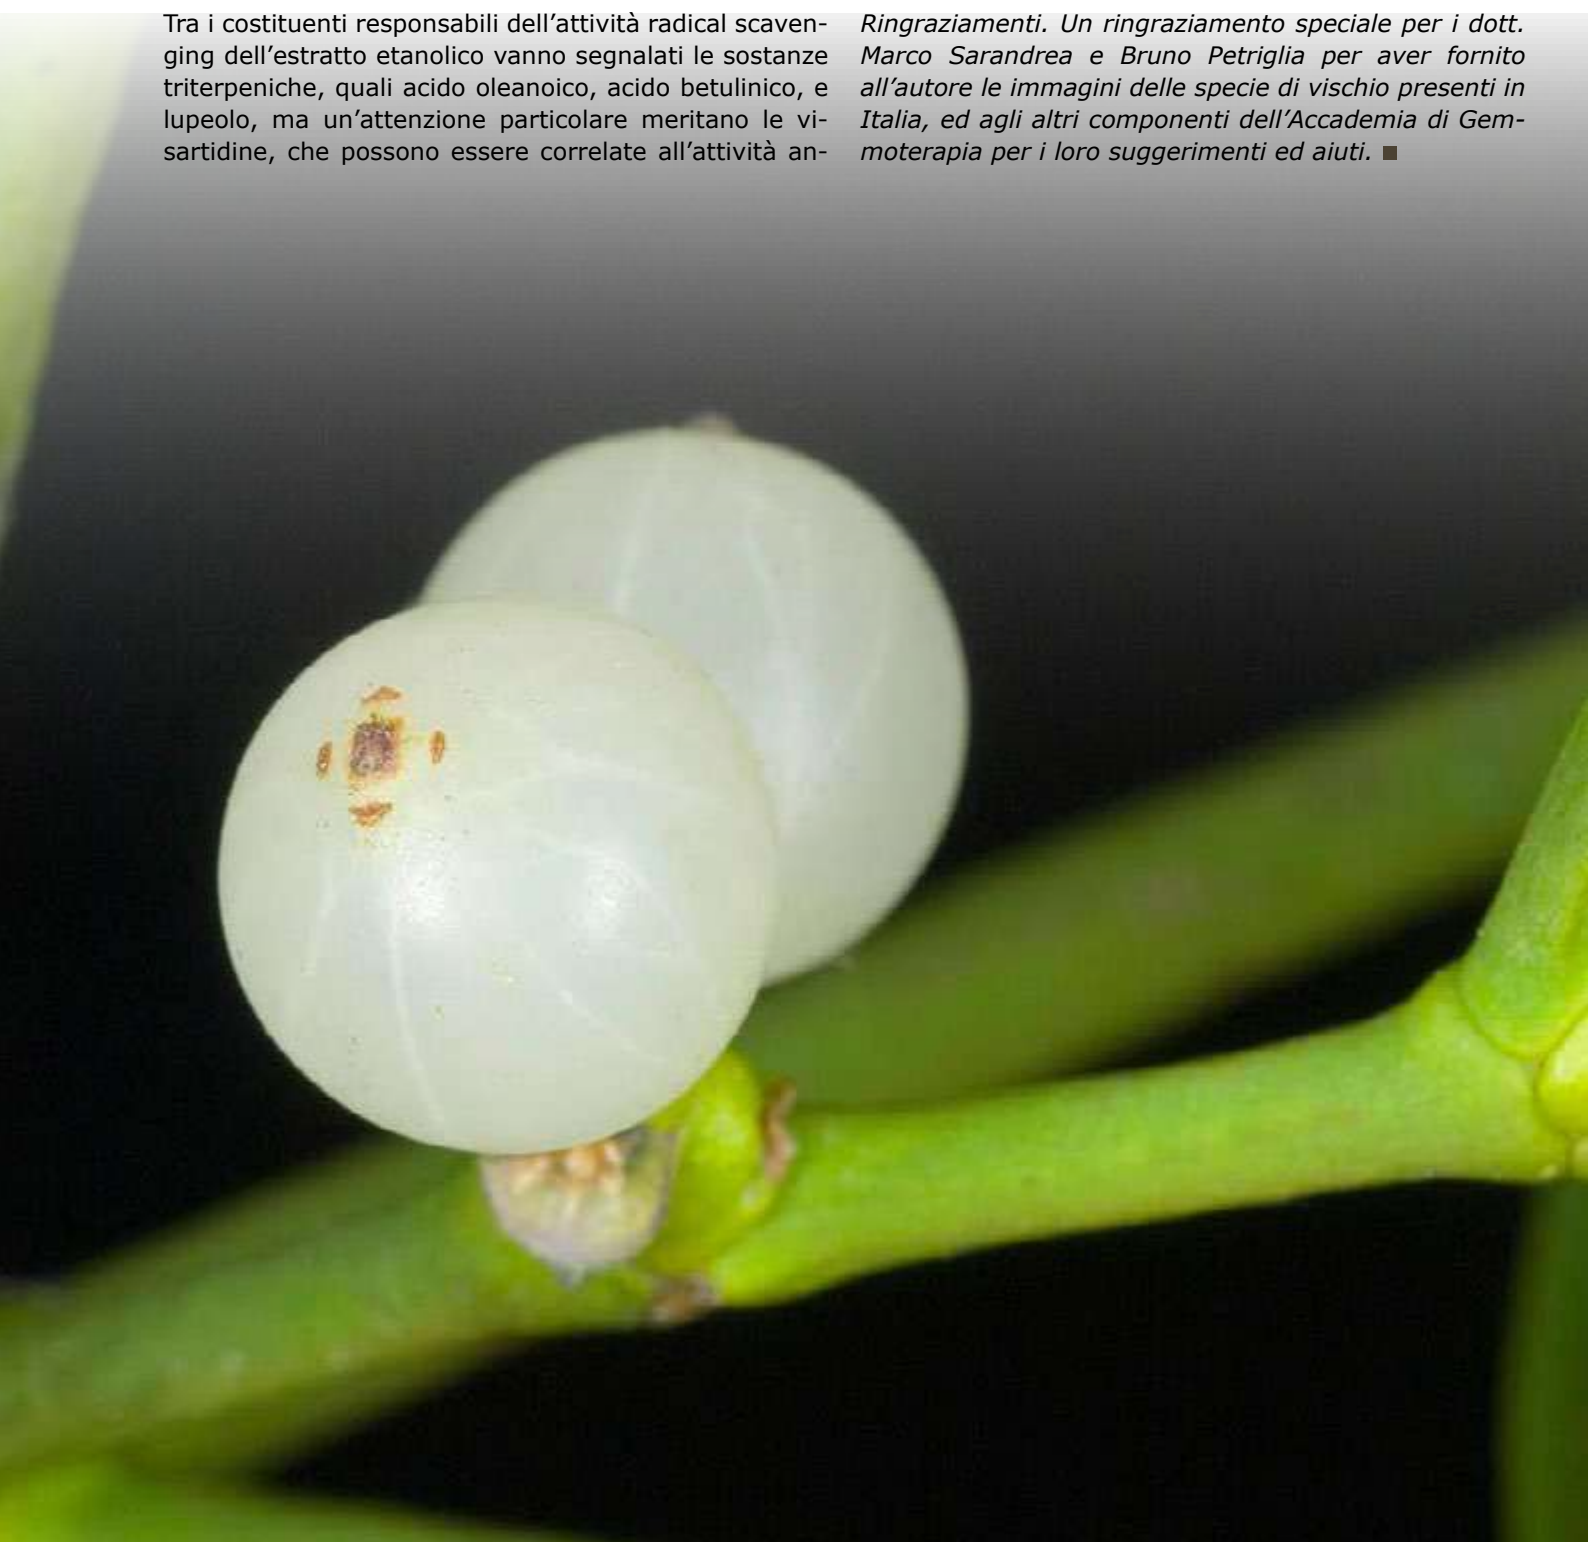 Tra i costituenti responsabili dell’attività radical scaven-
ging dell’estratto etanolico vanno segnalati le sostanze
triterpeniche, quali acido oleanoico, acido betulinico, e
lupeolo, ma un’attenzione particolare meritano le vi-
sartidine, che possono essere correlate all’attività an-
Ringraziamenti. Un ringraziamento speciale per i dott.
Marco Sarandrea e Bruno Petriglia per aver fornito
all’autore le immagini delle specie di vischio presenti in
Italia, ed agli altri componenti dell’Accademia di Gem-
moterapia per i loro suggerimenti ed aiuti. ■